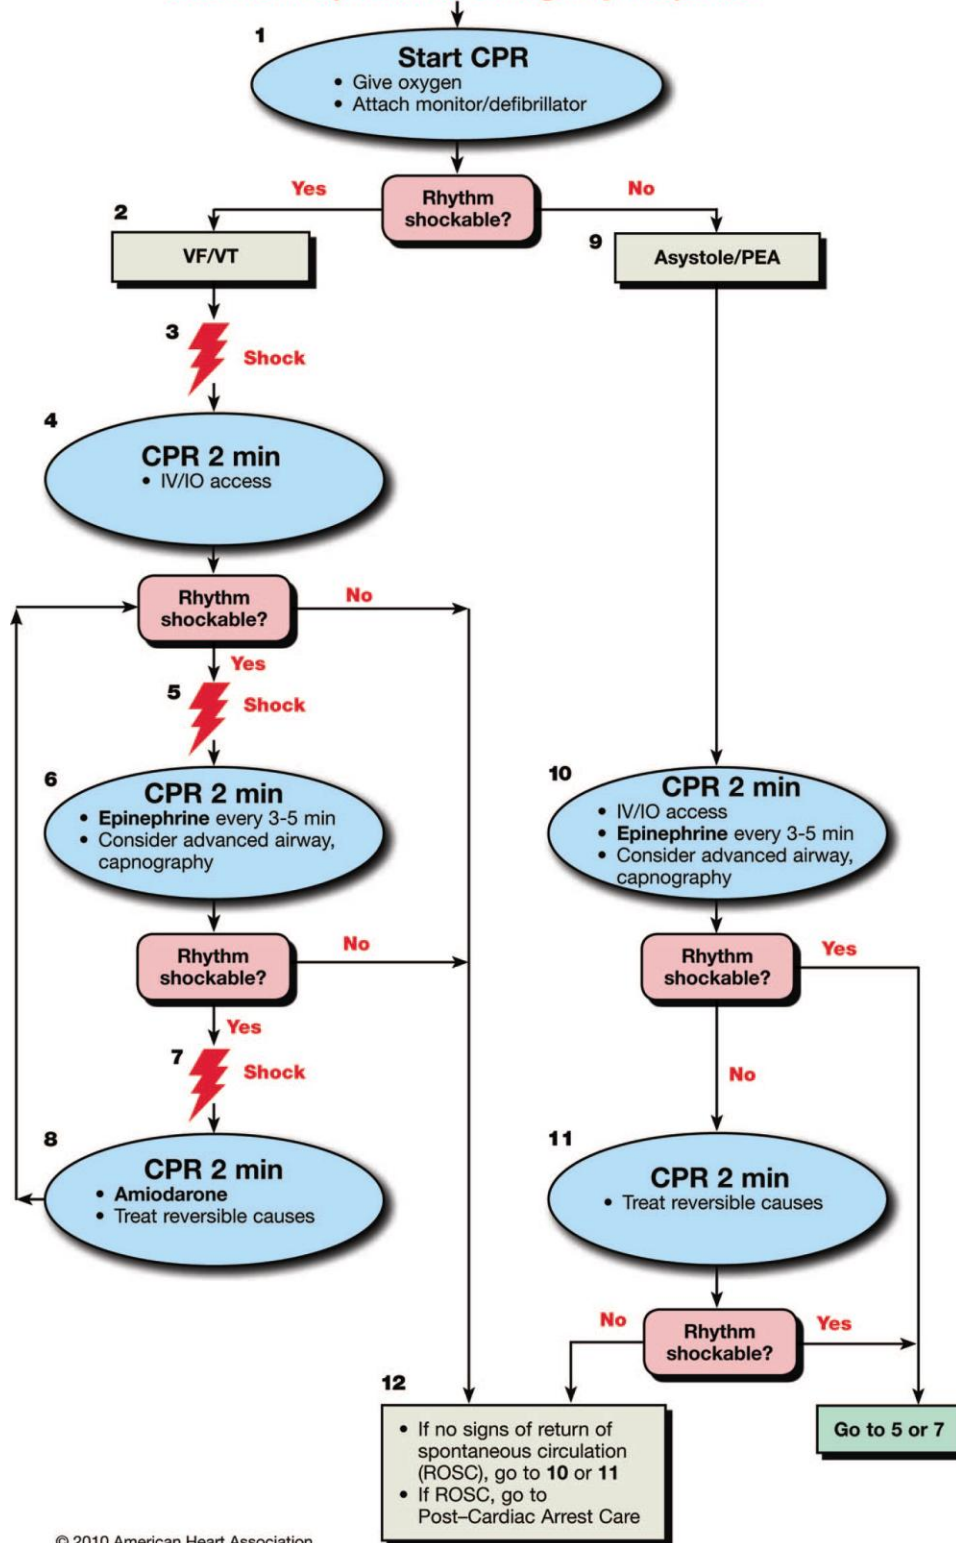 1
Start CPR
• Give oxygen
• Attach monitor/defibrillator
Rhythm
shockable?
Yes
No
2
VF/VT
9
Asystole/PEA
3
Shock
4
CPR 2 min
• IV/IO access
Rhythm
shockable?
No
Yes
5
Shock
6
CPR 2 min
• Epinephrine every 3-5 min
• Consider advanced airway,
capnography
10
CPR 2 min
• IV/IO access
• Epinephrine every 3-5 min
• Consider advanced airway,
capnography
Rhythm
shockable?
No
Yes
Rhythm
shockable?
Yes
No
7
Shock
8
CPR 2 min
• Amiodarone
• Treat reversible causes
11
CPR 2 min
• Treat reversible causes
Rhythm
shockable?
No
Yes
12
• If no signs of return of
spontaneous circulation
(ROSC), go to 10 or 11
• If ROSC, go to
Post–Cardiac Arrest Care
Go to 5 or 7
© 2010 American Heart Association